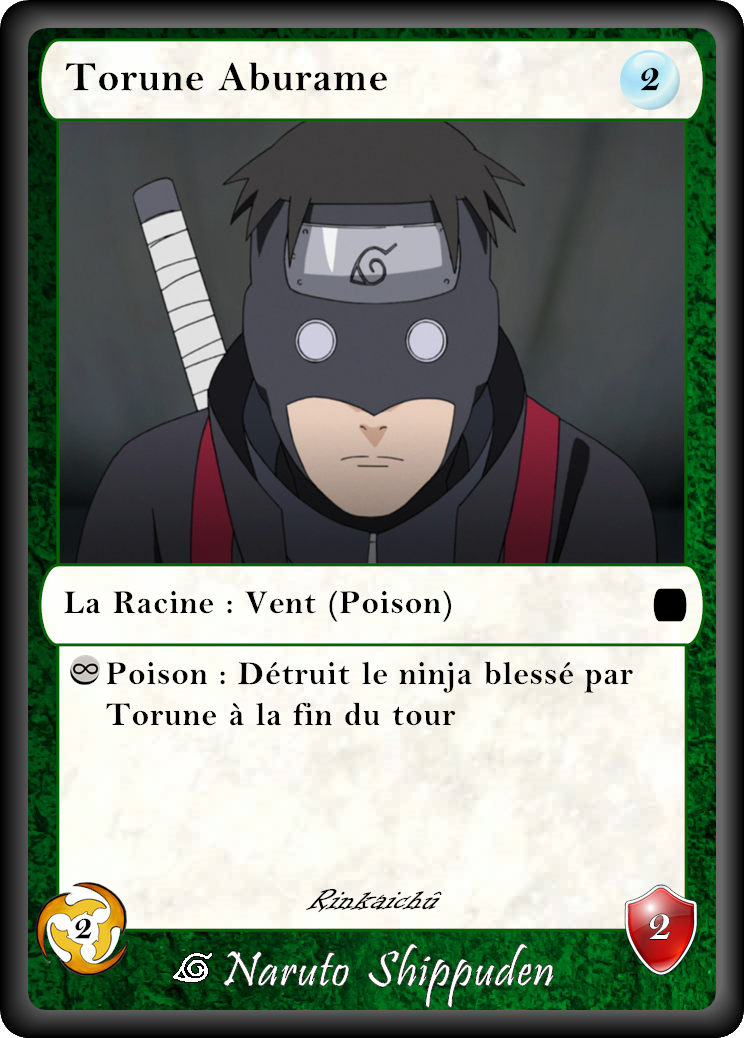 Torune Aburame
2
La Racine : Vent (Poison)
∞ Poison : Détruit le ninja blessé par
Torune à la fin du tour
Rinkaichû
2
2
Naruto Shippuden